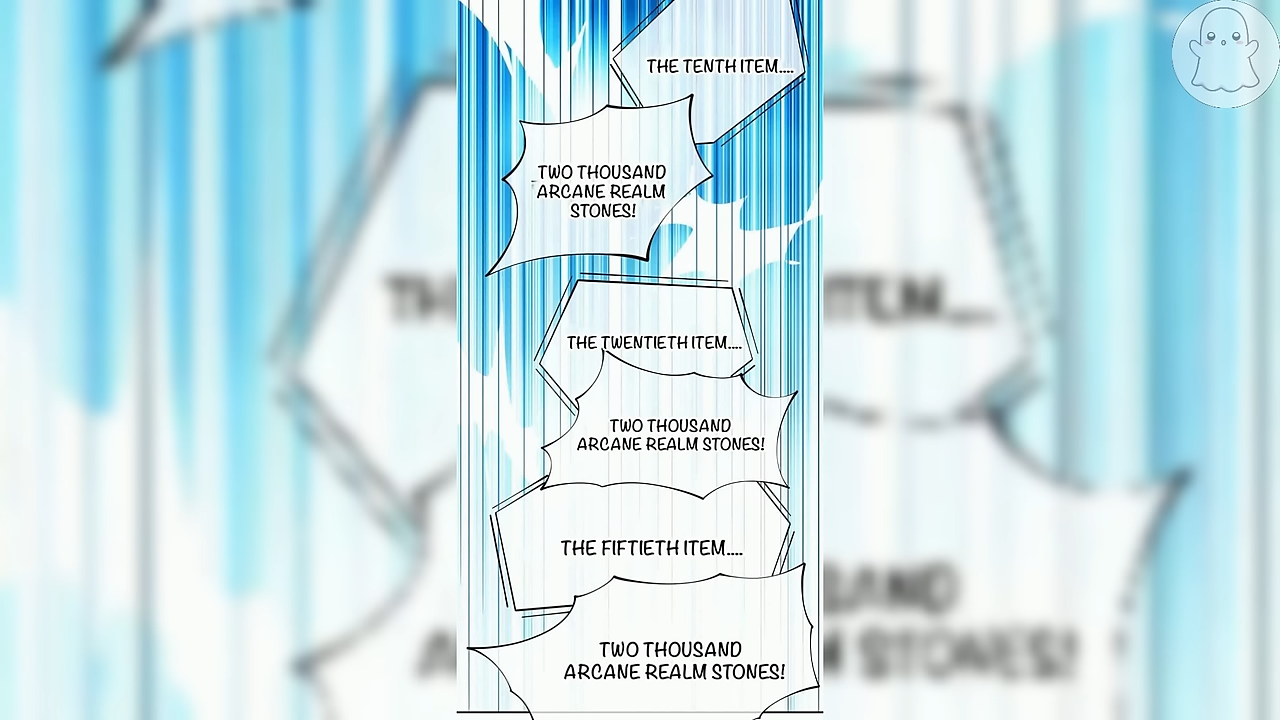 THE TENTH ITEM....
TWO THOUSAND
ARCANE REALM
STONES!
THE TWENTIETH ITEM....
TWO THOUSAND
ARCANE REALM STONES!
THE FIFTIETH ITEM....
TWO THOUSAND
ARCANE REALM STONES!